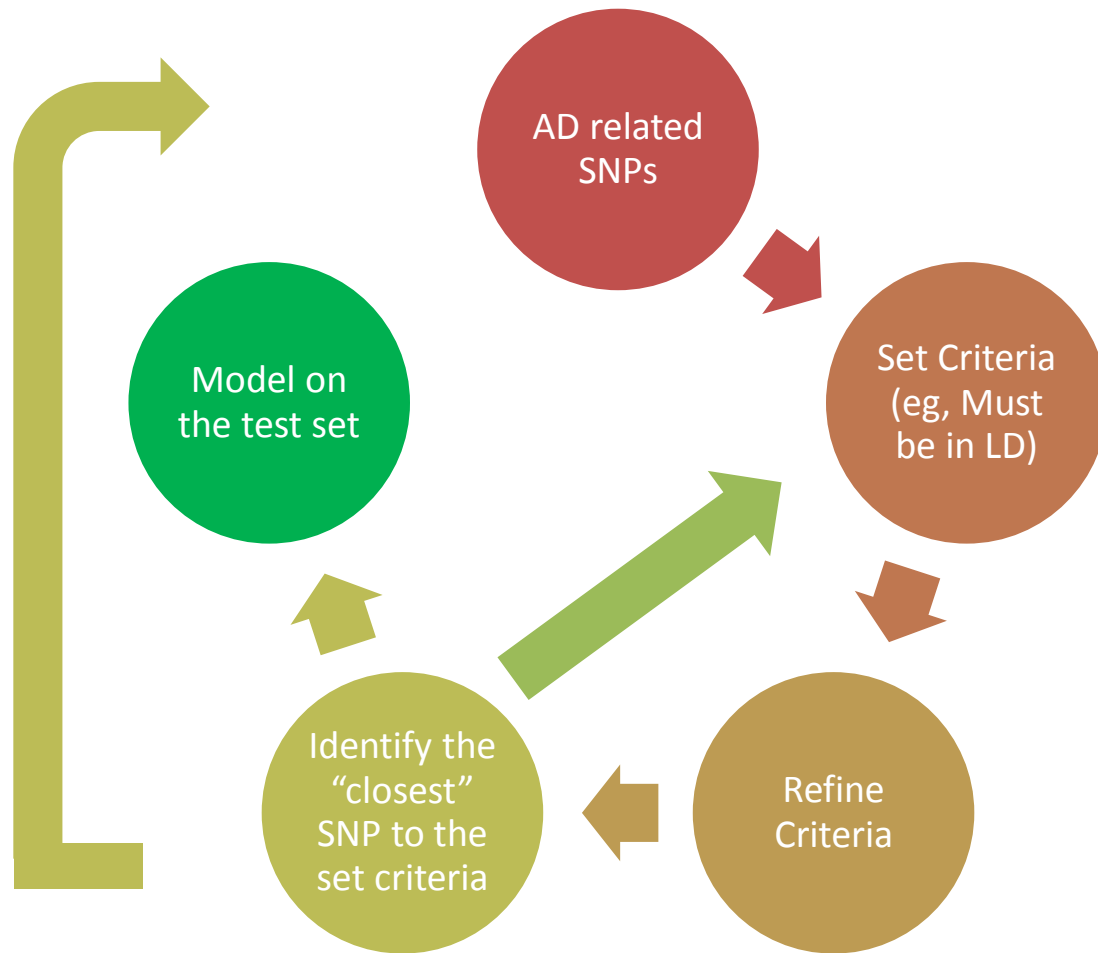 AD related
SNPs
Set Criteria
(eg, Must
be in LD)
Refine
Criteria
Identify the
“closest”
SNP to the
set criteria
Model on
the test set